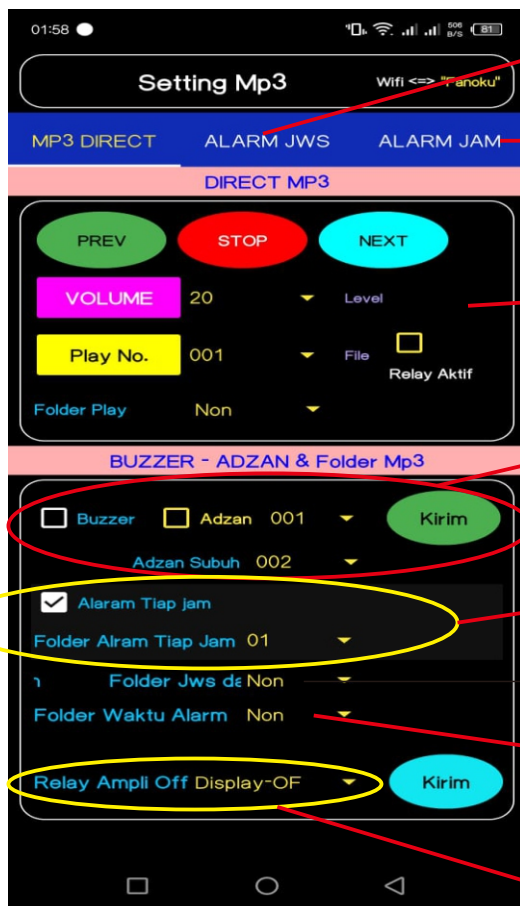 01:58
506 B/S 81
Setting Mp3 Wifi <=> "Fanoku"
MP3 DIRECT ALARM JWS ALARM JAM
DIRECT MP3
PREV STOP NEXT
VOLUME 20 Level
Play No. 001 File
Relay Aktif
Folder Play Non
BUZZER - ADZAN & Folder Mp3
Buzzer Adzan 001 Kirim
Adzan Subuh 002
Alaram Tiap jam
Folder Alram Tiap Jam 01
Folder Jws da Non
Folder Waktu Alarm Non
Relay Ampli Off Display-OF Kirim